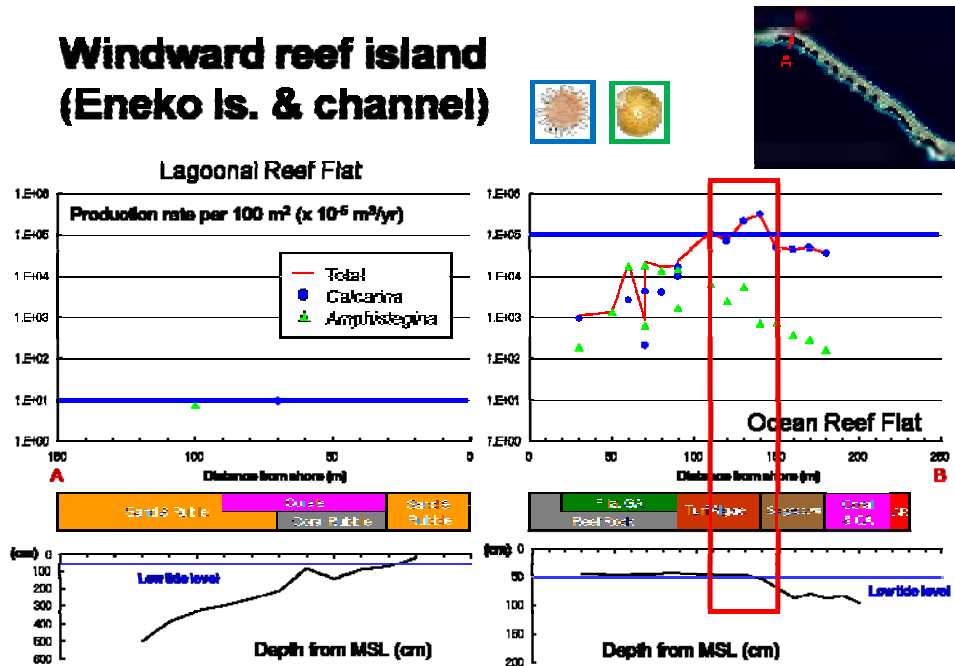 Windward reef island
(Eneko Is. & channel)
Lagoonal Reef Flat
Production rate per 100 m² (x 10⁻⁵ m³/yr)
Total
Calcarina
Amphistegina
1.E+06
1.E+05
1.E+04
1.E+03
1.E+02
1.E+01
1.E+00
150
100
50
0
A
Distance from shore (m)
1.E+06
1.E+05
1.E+04
1.E+03
1.E+02
1.E+01
1.E+00
Ocean Reef Flat
0
50
100
150
200
250
Distance from shore (m)
B
Corals
Sand& Rubble
Coral Rubble
Sand&
Rubble
Reef Rock
Turf Algae
Coral
& CA
(cm)
0
100
200
300
400
500
600
Low tide level
Depth from MSL (cm)
(cm)
0
50
100
150
200
Low tide level
Depth from MSL (cm)